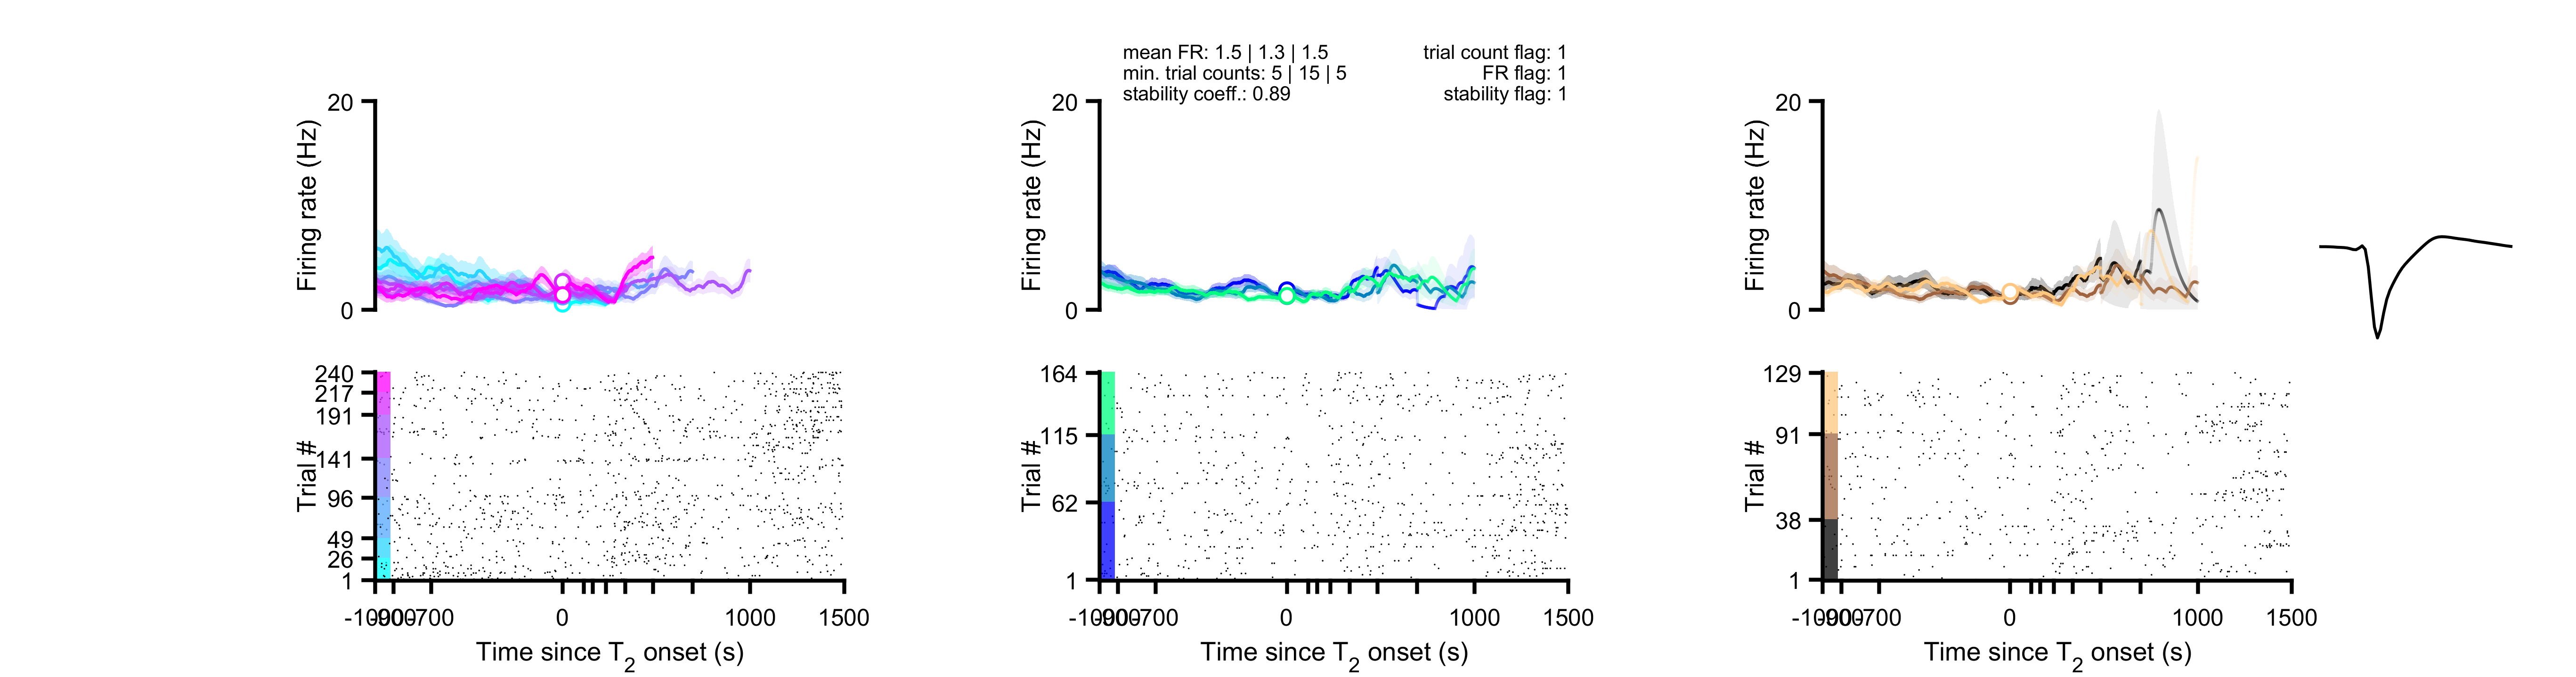 mean FR: 1.5 | 1.3 | 1.5
min. trial counts: 5 | 15 | 5
stability coeff.: 0.89
trial count flag: 1
FR flag: 1
stability flag: 1
20
0
Firing rate (Hz)
20
0
Firing rate (Hz)
20
0
Firing rate (Hz)
240
217
191
141
96
49
26
1
Trial #
0
1000
1500
Time since T2 onset (s)
164
115
62
1
Trial #
0
1000
1500
Time since T2 onset (s)
129
91
38
1
Trial #
0
1000
1500
Time since T2 onset (s)